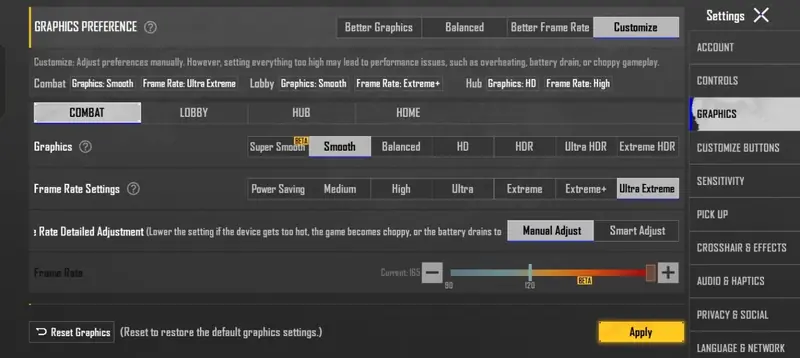 GRAPHICS PREFERENCE ?
Better Graphics Balanced Better Frame Rate Customize
Customize: Adjust preferences manually. However, setting everything too high may lead to performance issues, such as overheating, battery drain, or choppy gameplay.
Combat Graphics: Smooth Frame Rate: Ultra Extreme Lobby Graphics: Smooth Frame Rate: Extreme+ Hub Graphics: HD Frame Rate: High
COMBAT LOBBY HUB HOME
Graphics ? Super Smooth BETA Smooth Balanced HD HDR Ultra HDR Extreme HDR
Frame Rate Settings ? Power Saving Medium High Ultra Extreme Extreme+ Ultra Extreme
e Rate Detailed Adjustment (Lower the setting if the device gets too hot, the game becomes choppy, or the battery drains to Manual Adjust Smart Adjust
Frame Rate Current: 165
90 120 BETA
Reset Graphics (Reset to restore the default graphics settings.) Apply
Settings
ACCOUNT
CONTROLS
GRAPHICS
CUSTOMIZE BUTTONS
SENSITIVITY
PICK UP
CROSSHAIR & EFFECTS
AUDIO & HAPTICS
PRIVACY & SOCIAL
LANGUAGE & NETWORK